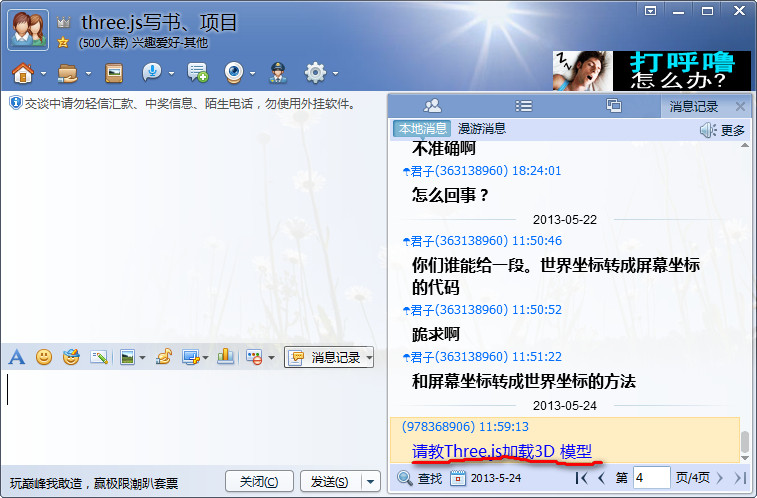 three.js写书、项目
(500人群) 兴趣爱好-其他
ZZ
打呼噜
怎么办?
交谈中请勿轻信汇款、中奖信息、陌生电话，勿使用外挂软件。
消息记录
本地消息 漫游消息 更多
不准确啊
君子(363138960) 18:24:01
怎么回事？
2013-05-22
君子(363138960) 11:50:46
你们谁能给一段。世界坐标转成屏幕坐标
的代码
君子(363138960) 11:50:52
跪求啊
君子(363138960) 11:51:22
和屏幕坐标转成世界坐标的方法
2013-05-24
(978368906) 11:59:13
请教Three.js加载3D 模型
查找 2013-5-24 第 4 页/4页
A 消息记录
玩巅峰我敢造，赢极限潮趴套票 关闭(C) 发送(S)